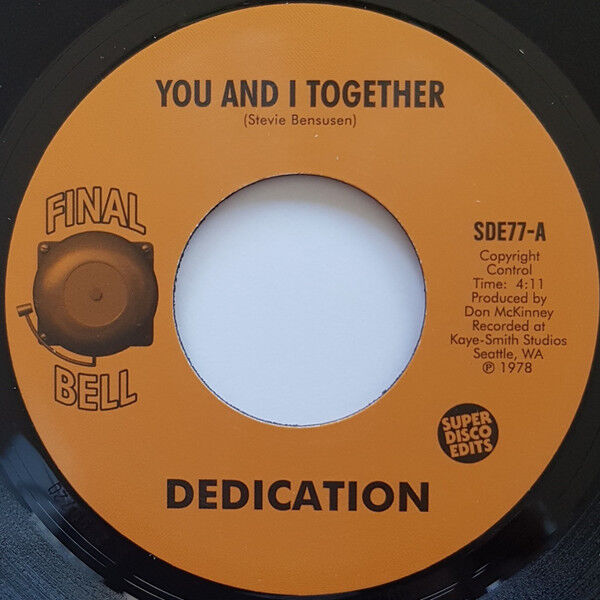 YOU AND I TOGETHER
(Stevie Bensusen)
FINAL
BELL
SDE77-A
Copyright
Control
Time: 4:11
Produced by
Don McKinney
Recorded at
Kaye-Smith Studios
Seattle, WA
℗ 1978
SUPER
DISCO
EDITS
DEDICATION